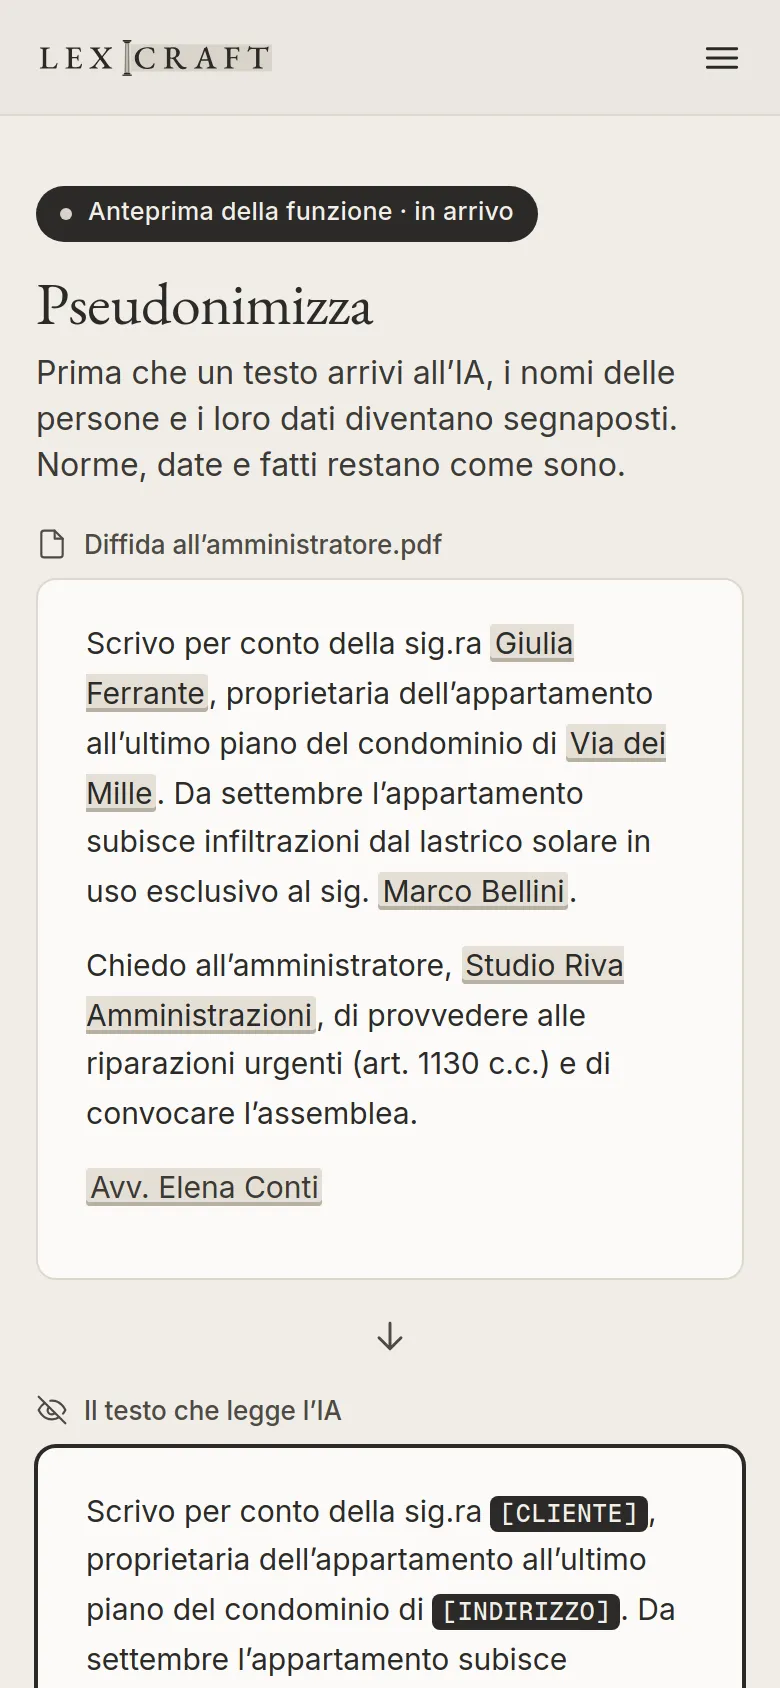 LEXCRAFT
Anteprima della funzione · in arrivo
Pseudonimizza
Prima che un testo arrivi all’IA, i nomi delle
persone e i loro dati diventano segnaposti.
Norme, date e fatti restano come sono.
Diffida all’amministratore.pdf
Scrivo per conto della sig.ra Giulia
Ferrante, proprietaria dell’appartamento
all’ultimo piano del condominio di Via dei
Mille. Da settembre l’appartamento
subisce infiltrazioni dal lastrico solare in
uso esclusivo al sig. Marco Bellini.
Chiedo all’amministratore, Studio Riva
Amministrazioni, di provvedere alle
riparazioni urgenti (art. 1130 c.c.) e di
convocare l’assemblea.
Avv. Elena Conti
Il testo che legge l’IA
Scrivo per conto della sig.ra [CLIENTE],
proprietaria dell’appartamento all’ultimo
piano del condominio di [INDIRIZZO]. Da
settembre l’appartamento subisce